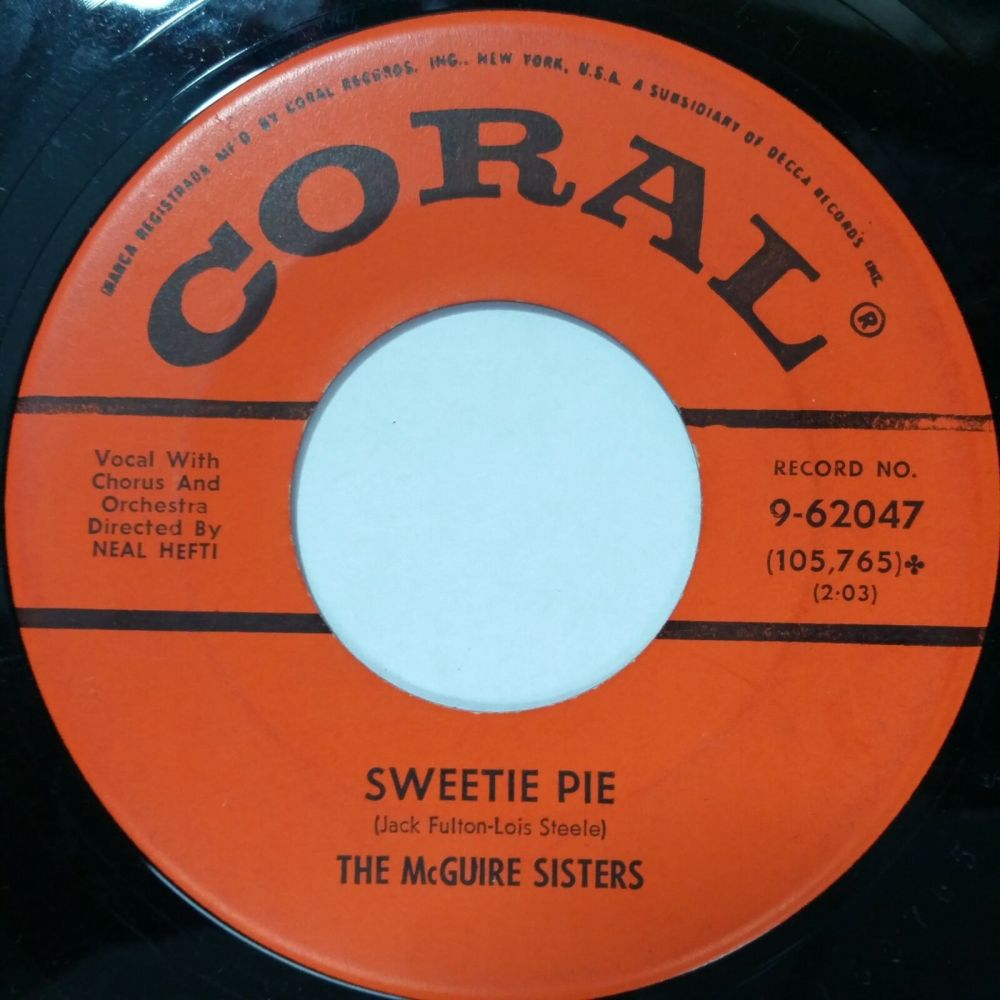 MARCA REGISTRADA MF'D BY CORAL RECORDS, INC., NEW YORK, U.S.A. A SUBSIDIARY OF DECCA RECORDS INC.
CORAL®
Vocal With
Chorus And
Orchestra
Directed By
NEAL HEFTI
RECORD NO.
9-62047
(105,765)✤
(2:03)
SWEETIE PIE
(Jack Fulton-Lois Steele)
THE McGUIRE SISTERS